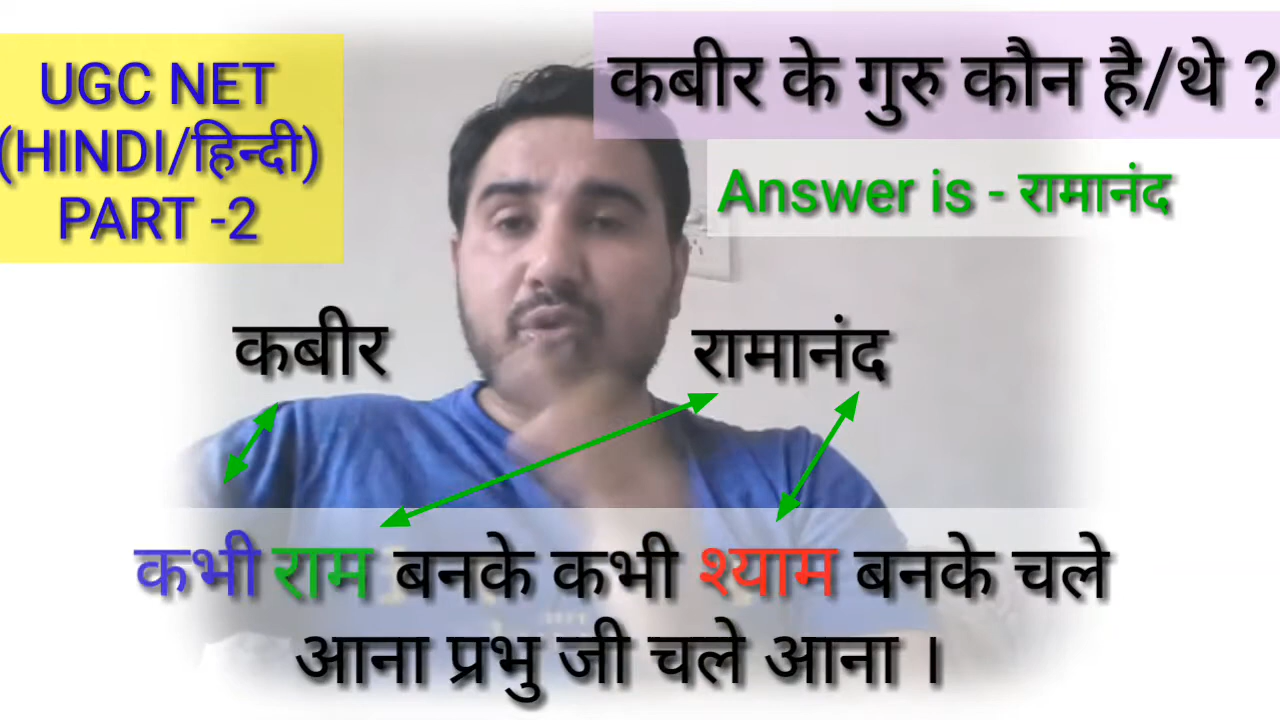 UGC NET
(HINDI/हिन्दी)
PART -2
कबीर के गुरु कौन है/थे ?
Answer is - रामानंद
कबीर रामानंद
कभी राम बनके कभी श्याम बनके चले
आना प्रभु जी चले आना ।